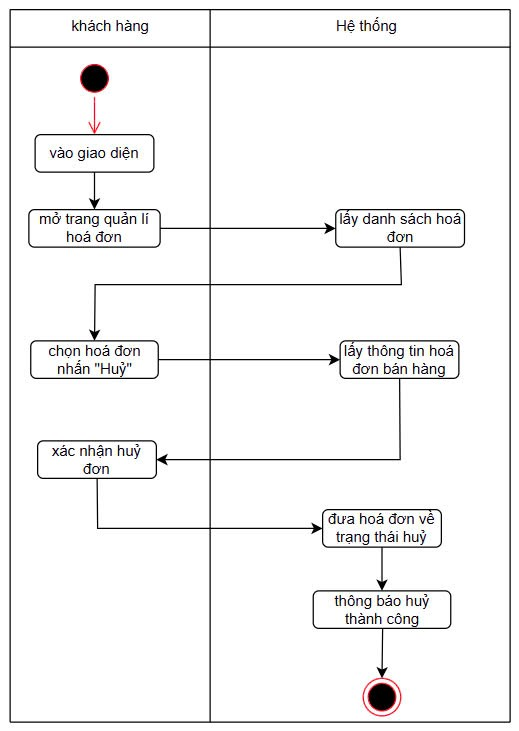 khách hàng
Hệ thống
vào giao diện
mở trang quản lí
hoá đơn
lấy danh sách hoá
đơn
chọn hoá đơn
nhấn "Huỷ"
lấy thông tin hoá
đơn bán hàng
xác nhận huỷ
đơn
đưa hoá đơn về
trạng thái huỷ
thông báo huỷ
thành công